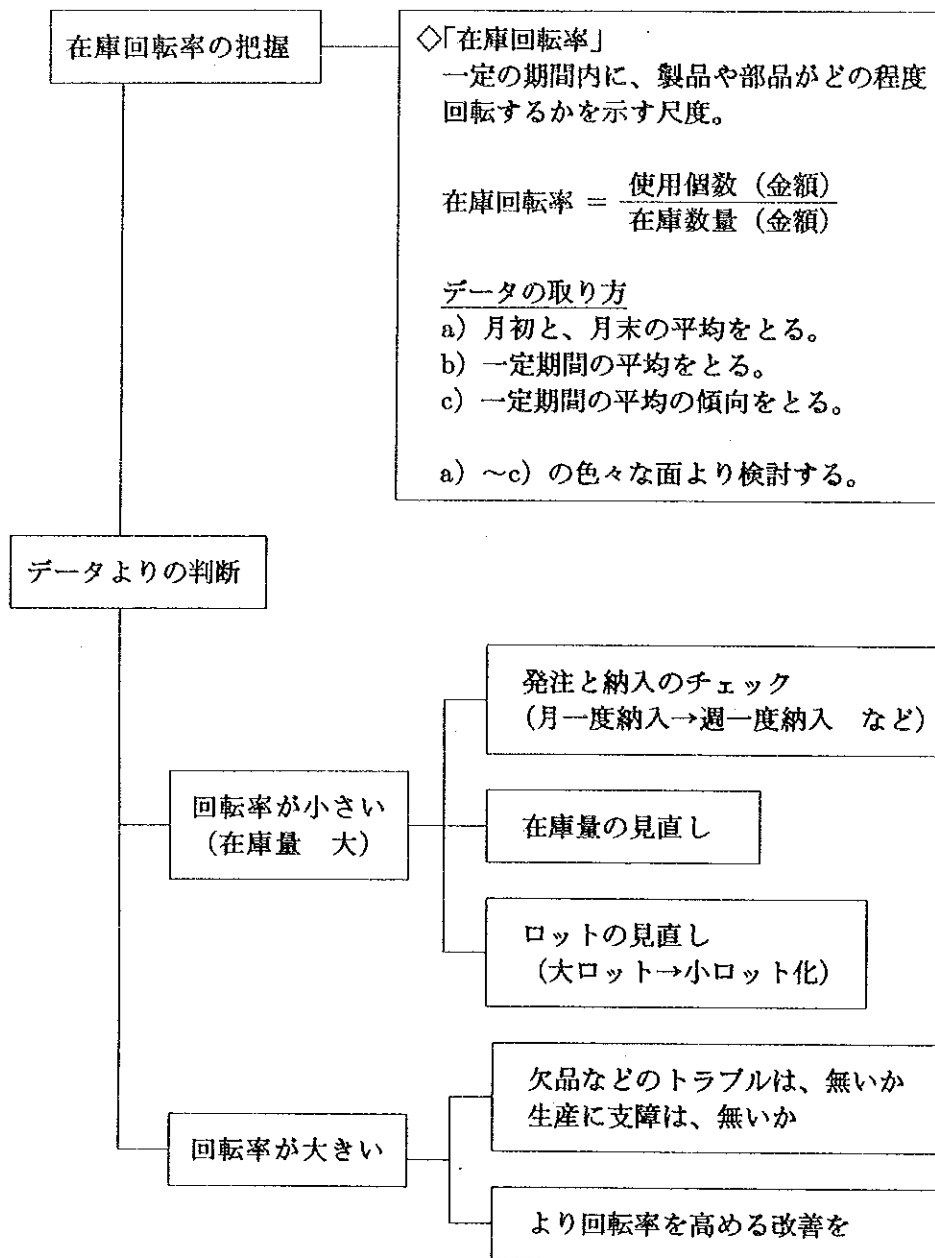 在庫回転率の把握
◇「在庫回転率」
一定の期間内に、製品や部品がどの程度
回転するかを示す尺度。
在庫回転率 = 使用個数（金額）
在庫数量（金額）
データの取り方
a）月初と、月末の平均をとる。
b）一定期間の平均をとる。
c）一定期間の平均の傾向をとる。
a）～c）の色々な面より検討する。
データよりの判断
回転率が小さい
（在庫量　大）
発注と納入のチェック
（月一度納入→週一度納入　など）
在庫量の見直し
ロットの見直し
（大ロット→小ロット化）
回転率が大きい
欠品などのトラブルは、無いか
生産に支障は、無いか
より回転率を高める改善を